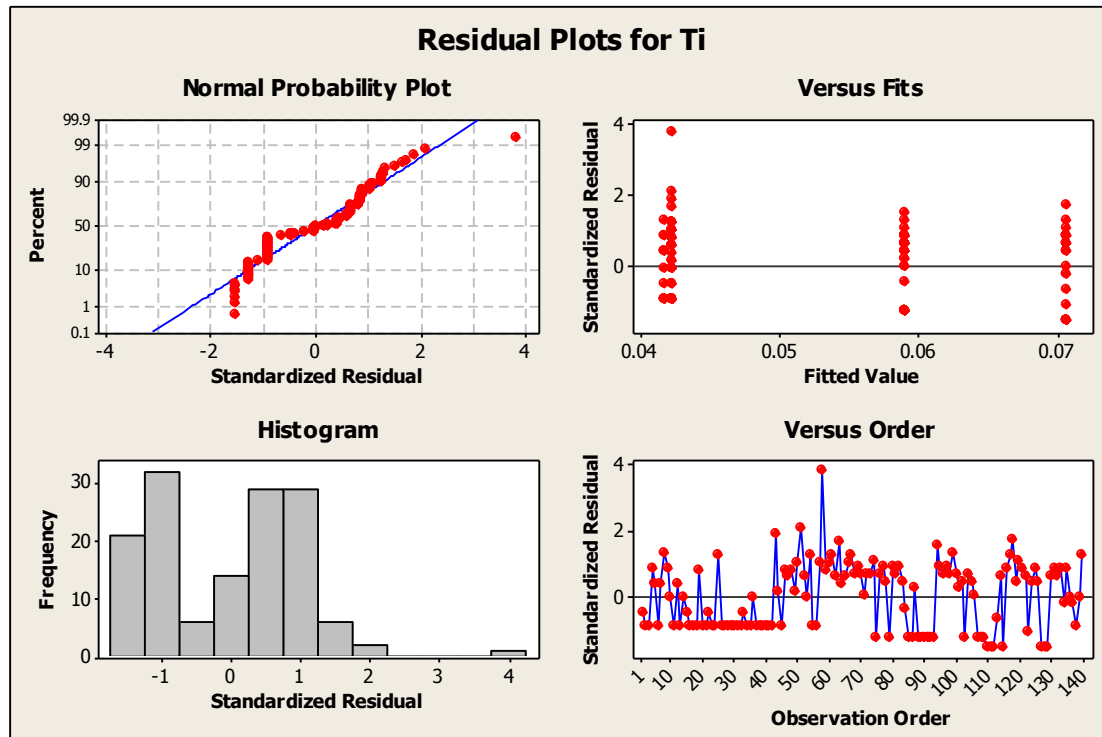 Residual Plots for Ti
Normal Probability Plot
Percent
99.9
99
90
50
10
1
0.1
-4 -2 0 2 4
Standardized Residual
Versus Fits
Standardized Residual
4
2
0
0.04 0.05 0.06 0.07
Fitted Value
Histogram
Frequency
30
20
10
0
-1 0 1 2 3 4
Standardized Residual
Versus Order
Standardized Residual
4
2
0
1 10 20 30 40 50 60 70 80 90 100 110 120 130 140
Observation Order